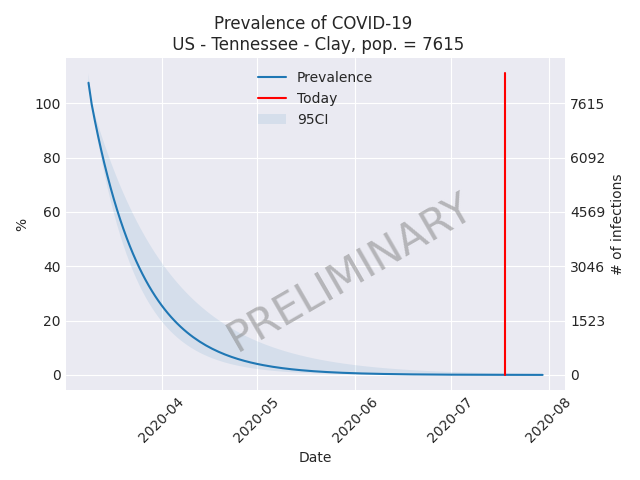 Prevalence of COVID-19
US - Tennessee - Clay, pop. = 7615
Prevalence
Today
95CI
100
80
60
40
20
0
%
7615
6092
4569
3046
1523
0
# of infections
PRELIMINARY
2020-04
2020-05
2020-06
2020-07
2020-08
Date